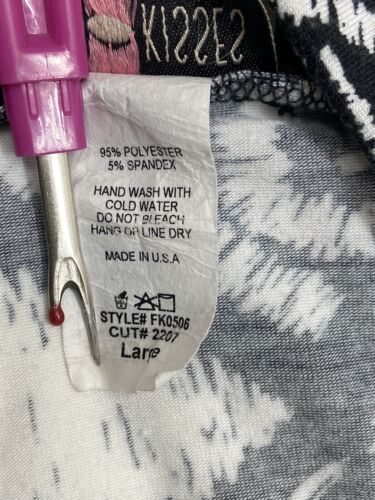 KISSES
95% POLYESTER
5% SPANDEX
HAND WASH WITH
COLD WATER
DO NOT BLEACH
HANG OR LINE DRY
MADE IN U.S.A
STYLE# FK0506
CUT# 2207
Large